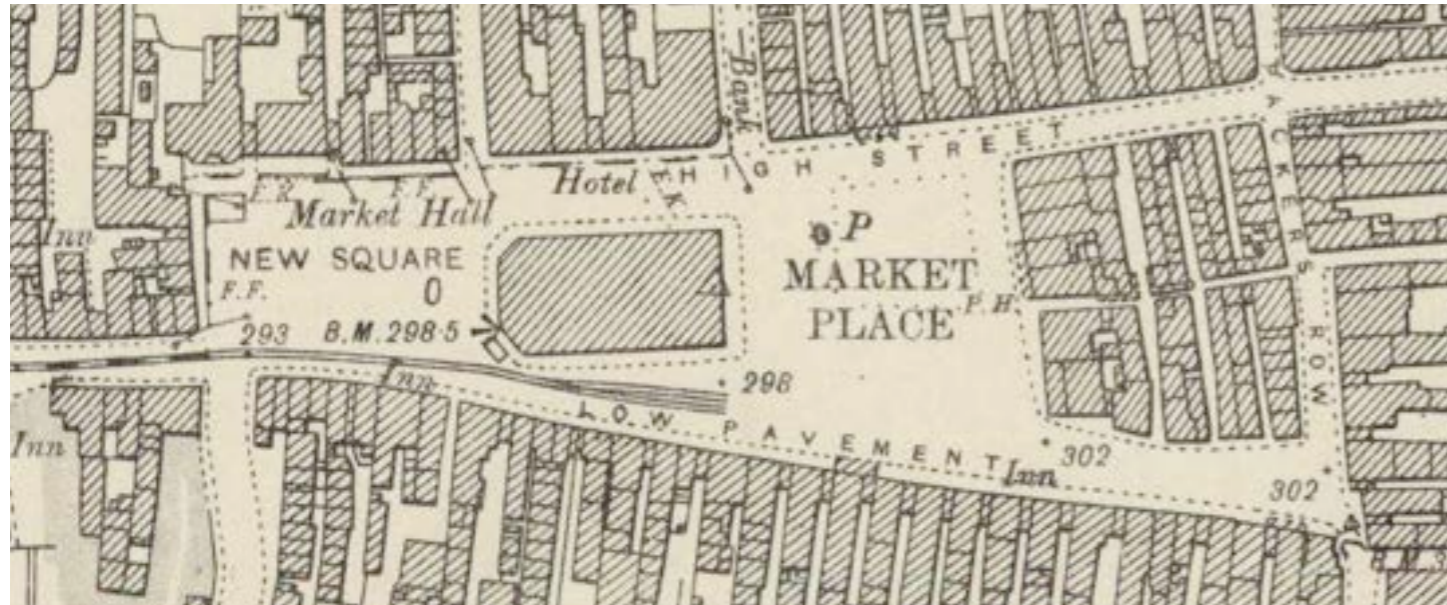 Bank
HIGH STREET
ACKERS ROW
Hotel
F.F.
Market Hall
Inn
P
NEW SQUARE
MARKET
PLACE
F.F.
P.H.
293
B.M. 298·5
Inn
298
LOW PAVEMENT
Inn
302
Inn
302